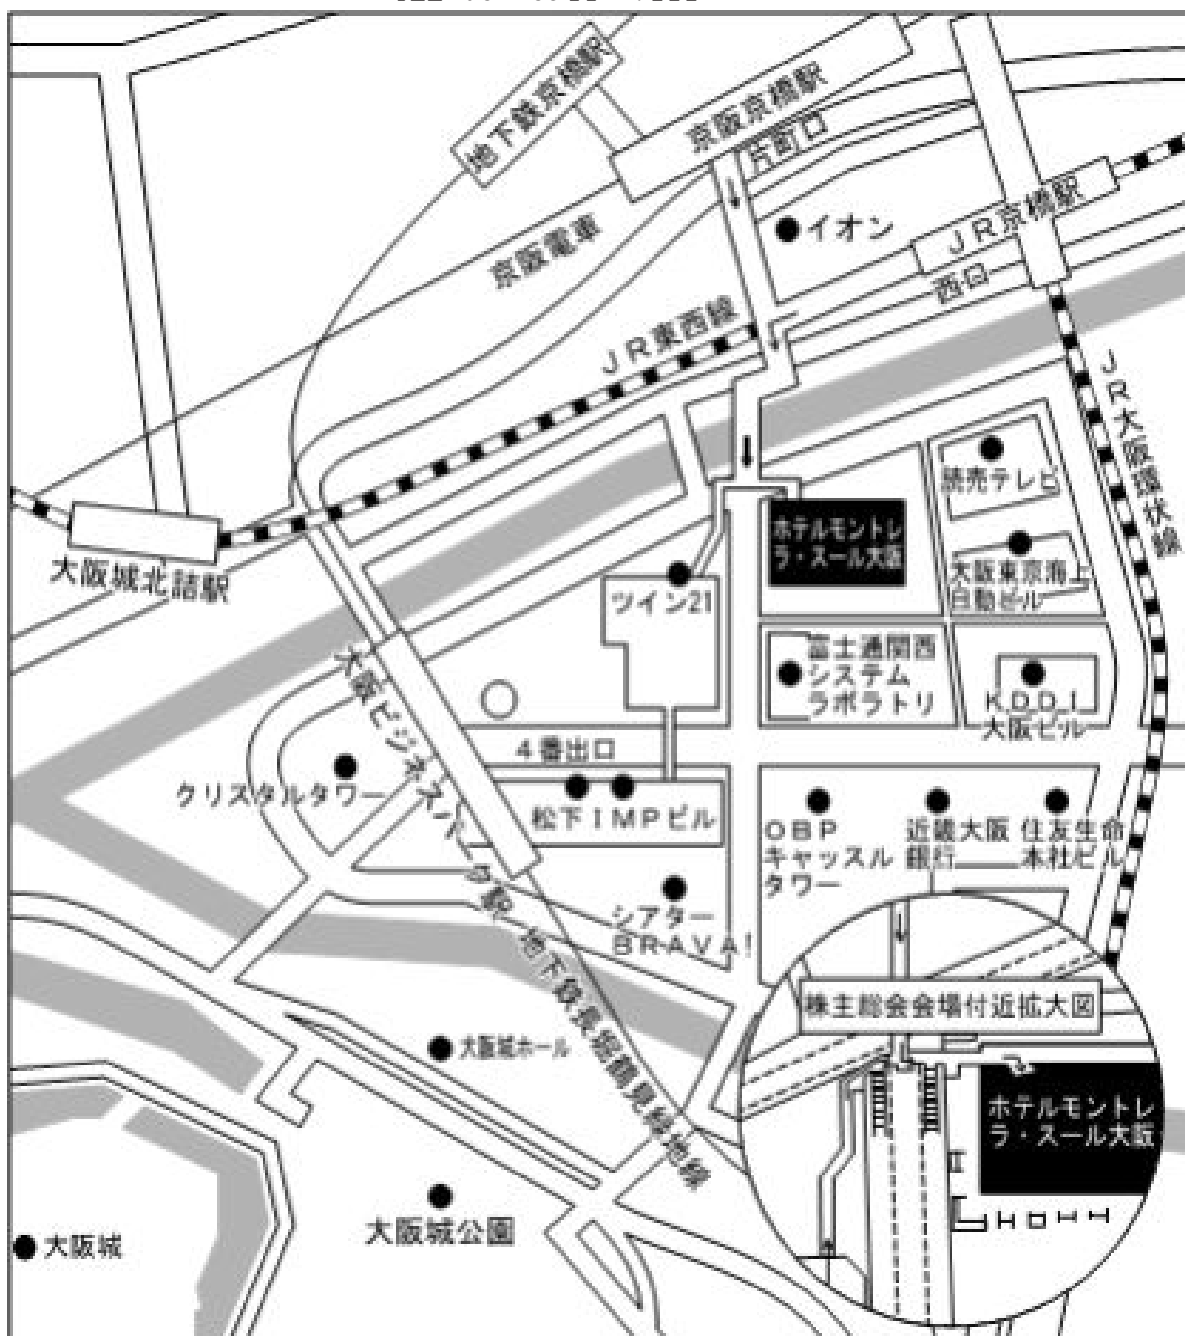 地下鉄京橋駅
京阪京橋駅
片町口
イオン
京阪電車
JR京橋駅
西口
JR東西線
JR大阪環状線
読売テレビ
ホテルモントレ
ラ・スール大阪
大阪城北詰駅
大阪東京海上
日動ビル
ツイン21
富士通関西
システム
ラボラトリ
KDDI
大阪ビル
大阪ビジネスパーク駅/地下鉄長堀鶴見緑地線
4番出口
クリスタルタワー
松下IMPビル
OBP
キャッスル
タワー
近畿大阪
銀行
住友生命
本社ビル
シアター
BRAVA!
株主総会会場付近拡大図
大阪城ホール
ホテルモントレ
ラ・スール大阪
大阪城公園
大阪城